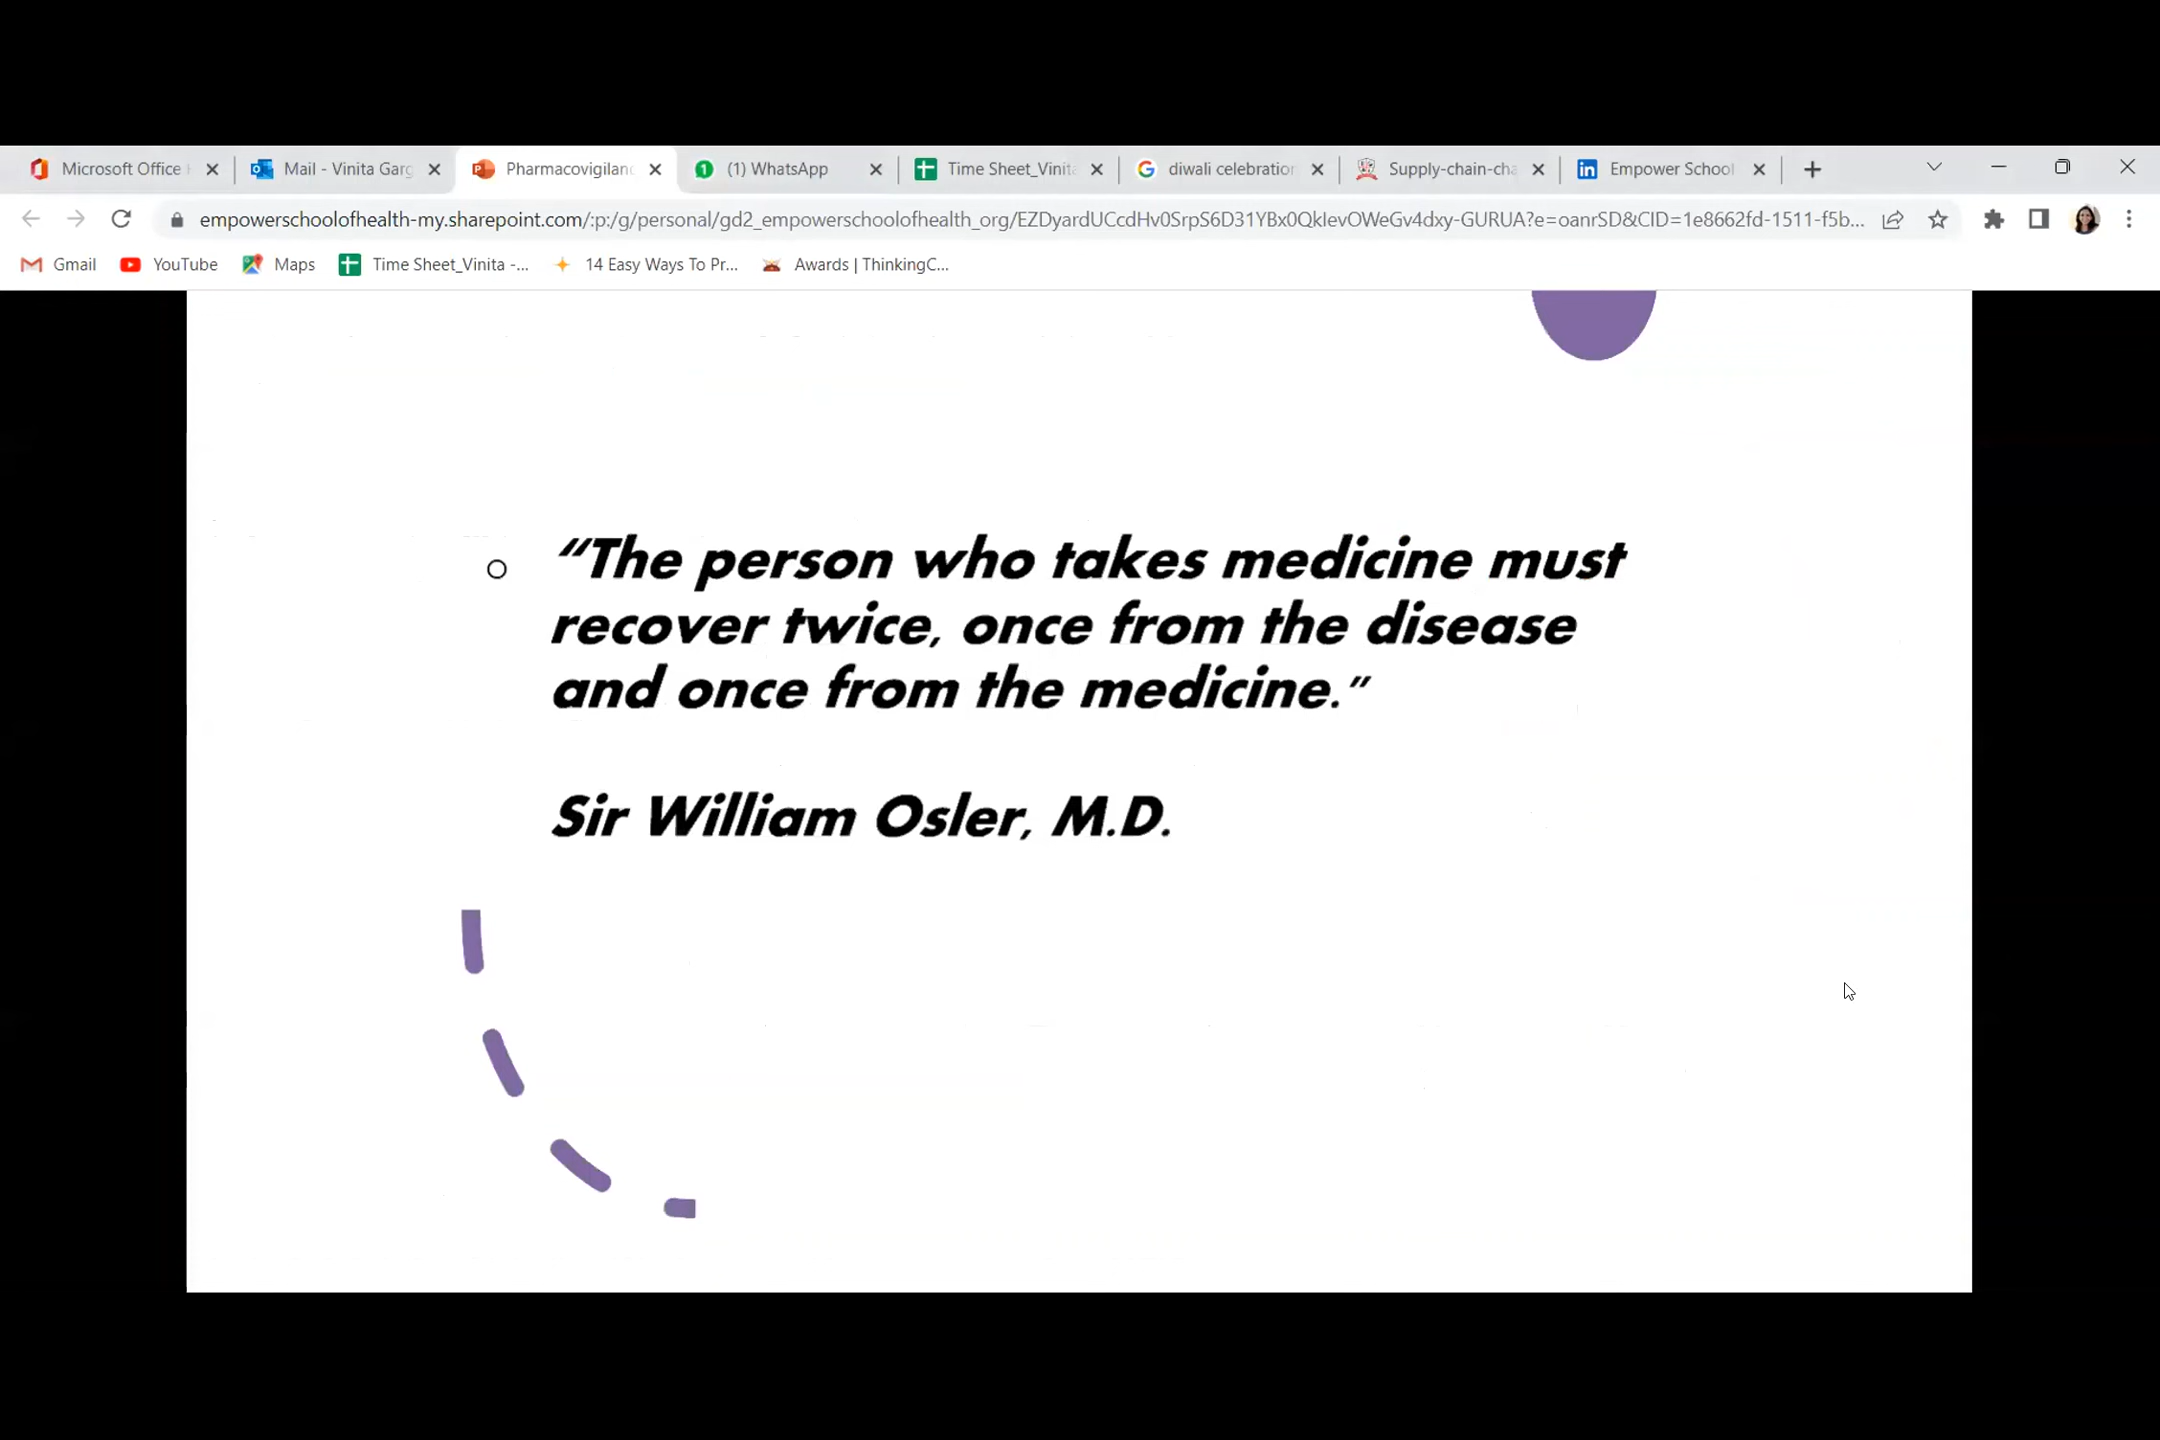 Microsoft Office
Mail - Vinita Garg
Pharmacovigilanc
(1) WhatsApp
Time Sheet_Vinita
diwali celebration
Supply-chain-cha
Empower School
empowerschoolofhealth-my.sharepoint.com/:p:/g/personal/gd2_empowerschoolofhealth_org/EZDyardUCcdHv0SrpS6D31YBx0QkIevOWeGv4dxy-GURUA?e=oanrSD&CID=1e8662fd-1511-f5b...
Gmail
YouTube
Maps
Time Sheet_Vinita -...
14 Easy Ways To Pr...
Awards | ThinkingC...
“The person who takes medicine must
recover twice, once from the disease
and once from the medicine.”
Sir William Osler, M.D.